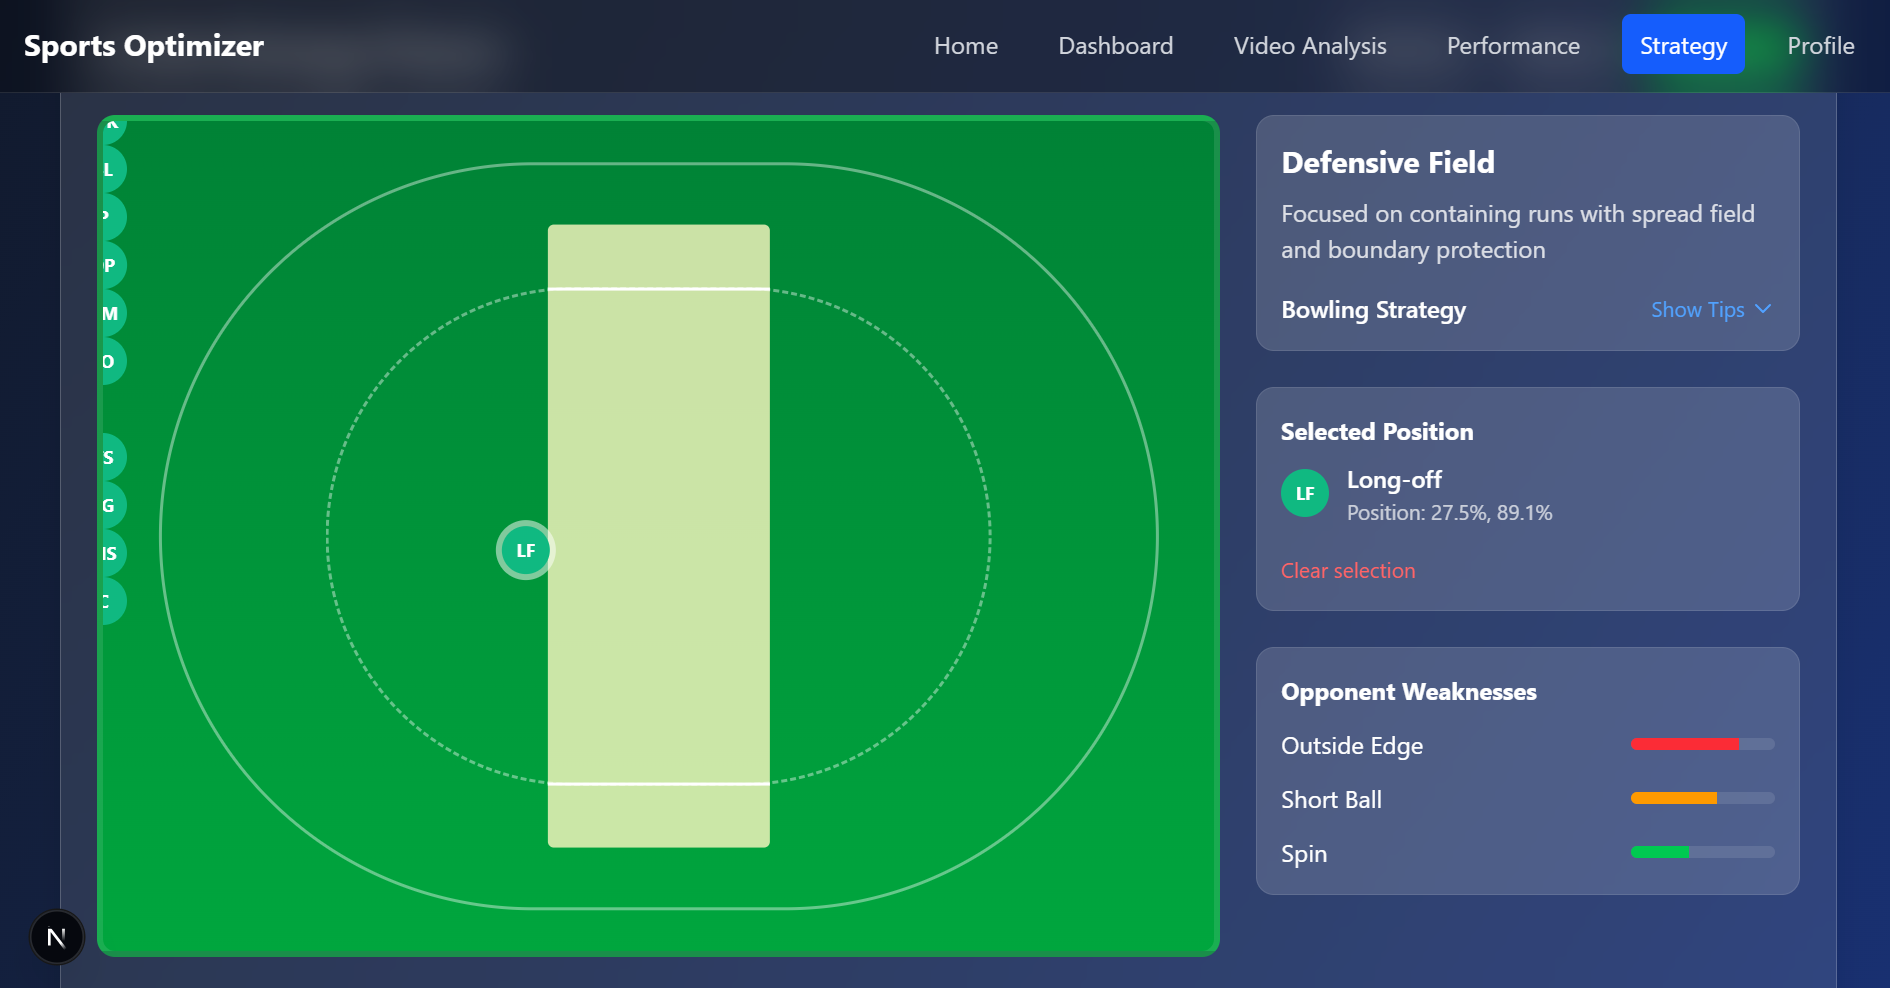 Sports Optimizer
Home
Dashboard
Video Analysis
Performance
Strategy
Profile
L
P
M
O
S
G
LF
Defensive Field
Focused on containing runs with spread field
and boundary protection
Bowling Strategy
Show Tips
Selected Position
LF
Long-off
Position: 27.5%, 89.1%
Clear selection
Opponent Weaknesses
Outside Edge
Short Ball
Spin
N